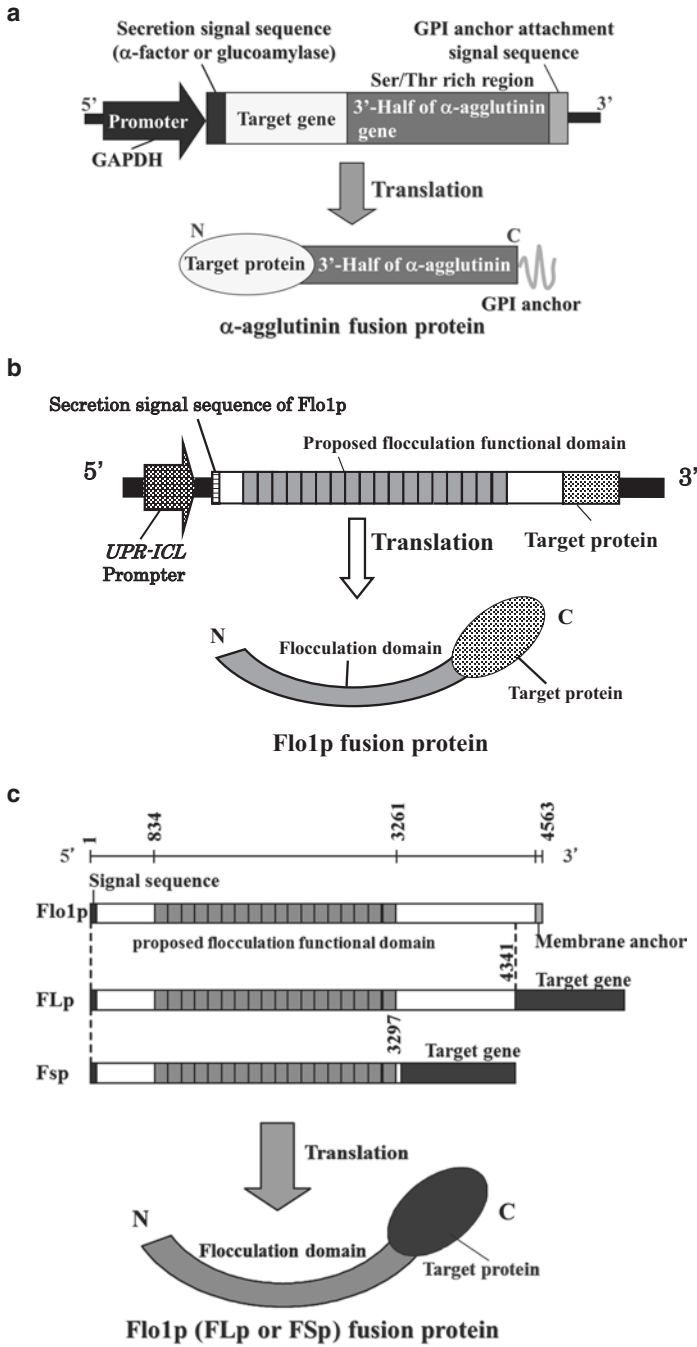 a
Secretion signal sequence
(α-factor or glucoamylase)
GPI anchor attachment
signal sequence
Ser/Thr rich region
5’
3’
Promoter
Target gene
3’-Half of α-agglutinin
gene
GAPDH
Translation
N
C
Target protein
3’-Half of α-agglutinin
GPI anchor
α-agglutinin fusion protein
b
Secretion signal sequence of Flo1p
Proposed flocculation functional domain
5’
3’
UPR-ICL
Prompter
Translation
Target protein
N
C
Flocculation domain
Target protein
Flo1p fusion protein
c
1
834
3261
4563
5’
3’
Signal sequence
Flo1p
proposed flocculation functional domain
4341
Membrane anchor
Target gene
FLp
3297
Target gene
Fsp
Translation
N
C
Flocculation domain
Target protein
Flo1p (FLp or FSp) fusion protein